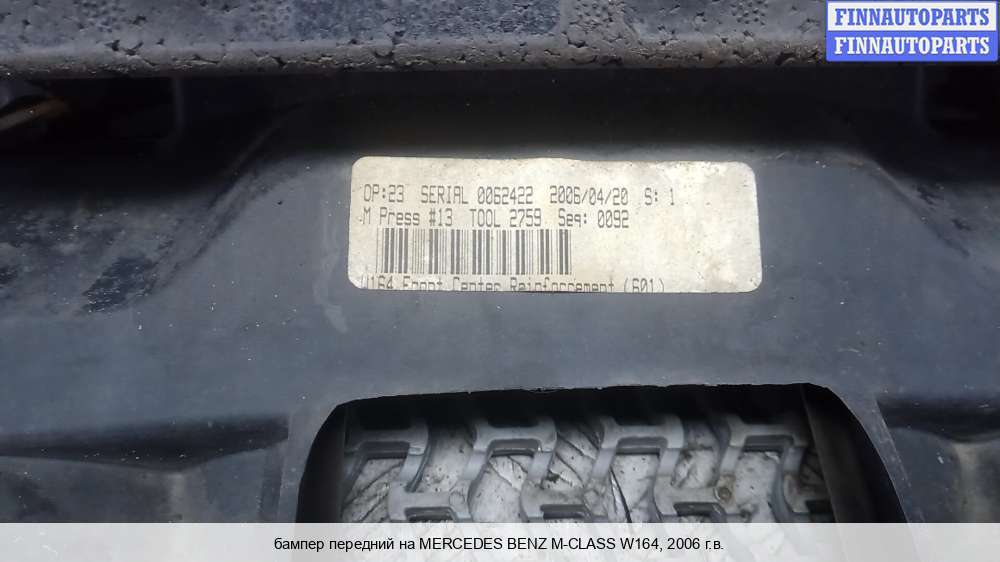 FINNAUTOPARTS
FINNAUTOPARTS
OP:23 SERIAL 0062422 2006/04/20 S: 1
M Press #13 TOOL 2759 Seq: 0092
W164 Front Center Reinforcement (601)
бампер передний на MERCEDES BENZ M-CLASS W164, 2006 г.в.